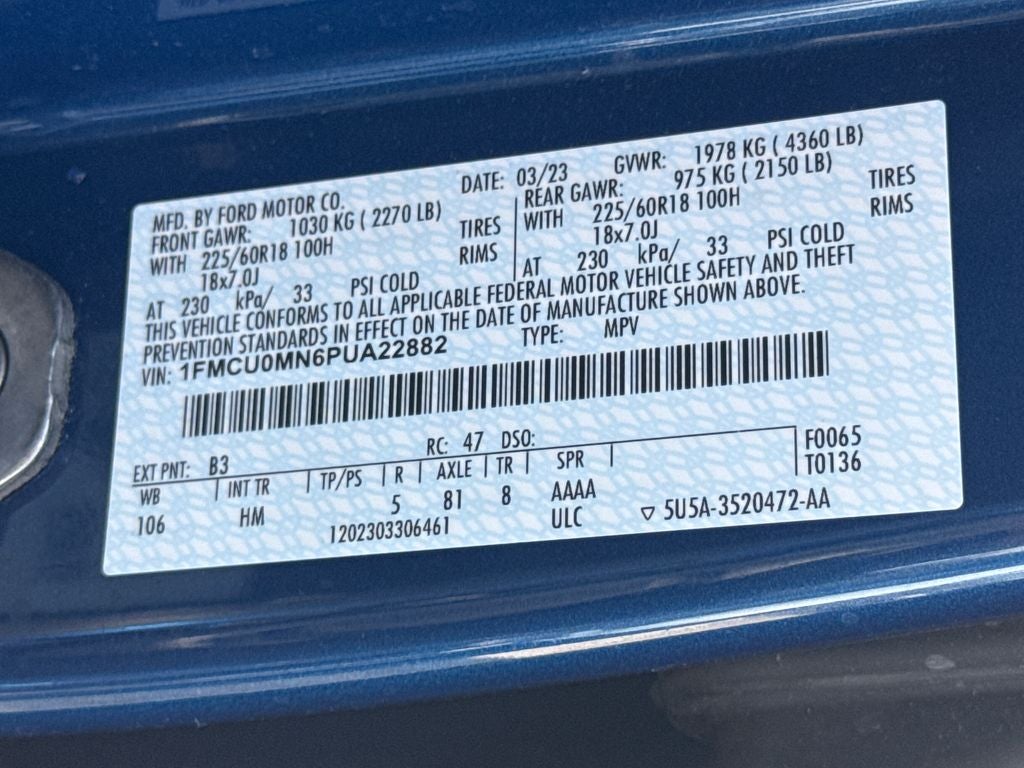 MFD. BY FORD MOTOR CO.
DATE: 03/23 GVWR: 1978 KG ( 4360 LB)
FRONT GAWR: 1030 KG ( 2270 LB) REAR GAWR: 975 KG ( 2150 LB)
WITH 225/60R18 100H TIRES WITH 225/60R18 100H TIRES
18x7.0J RIMS 18x7.0J RIMS
AT 230 kPa/ 33 PSI COLD AT 230 kPa/ 33 PSI COLD
THIS VEHICLE CONFORMS TO ALL APPLICABLE FEDERAL MOTOR VEHICLE SAFETY AND THEFT
PREVENTION STANDARDS IN EFFECT ON THE DATE OF MANUFACTURE SHOWN ABOVE.
VIN: 1FMCU0MN6PUA22882 TYPE: MPV
EXT PNT: B3 RC: 47 DSO: F0065
WB INT TR TP/PS R AXLE TR SPR T0136
106 HM 5 81 8 AAAA
1202303306461 ULC ▽ 5U5A-3520472-AA